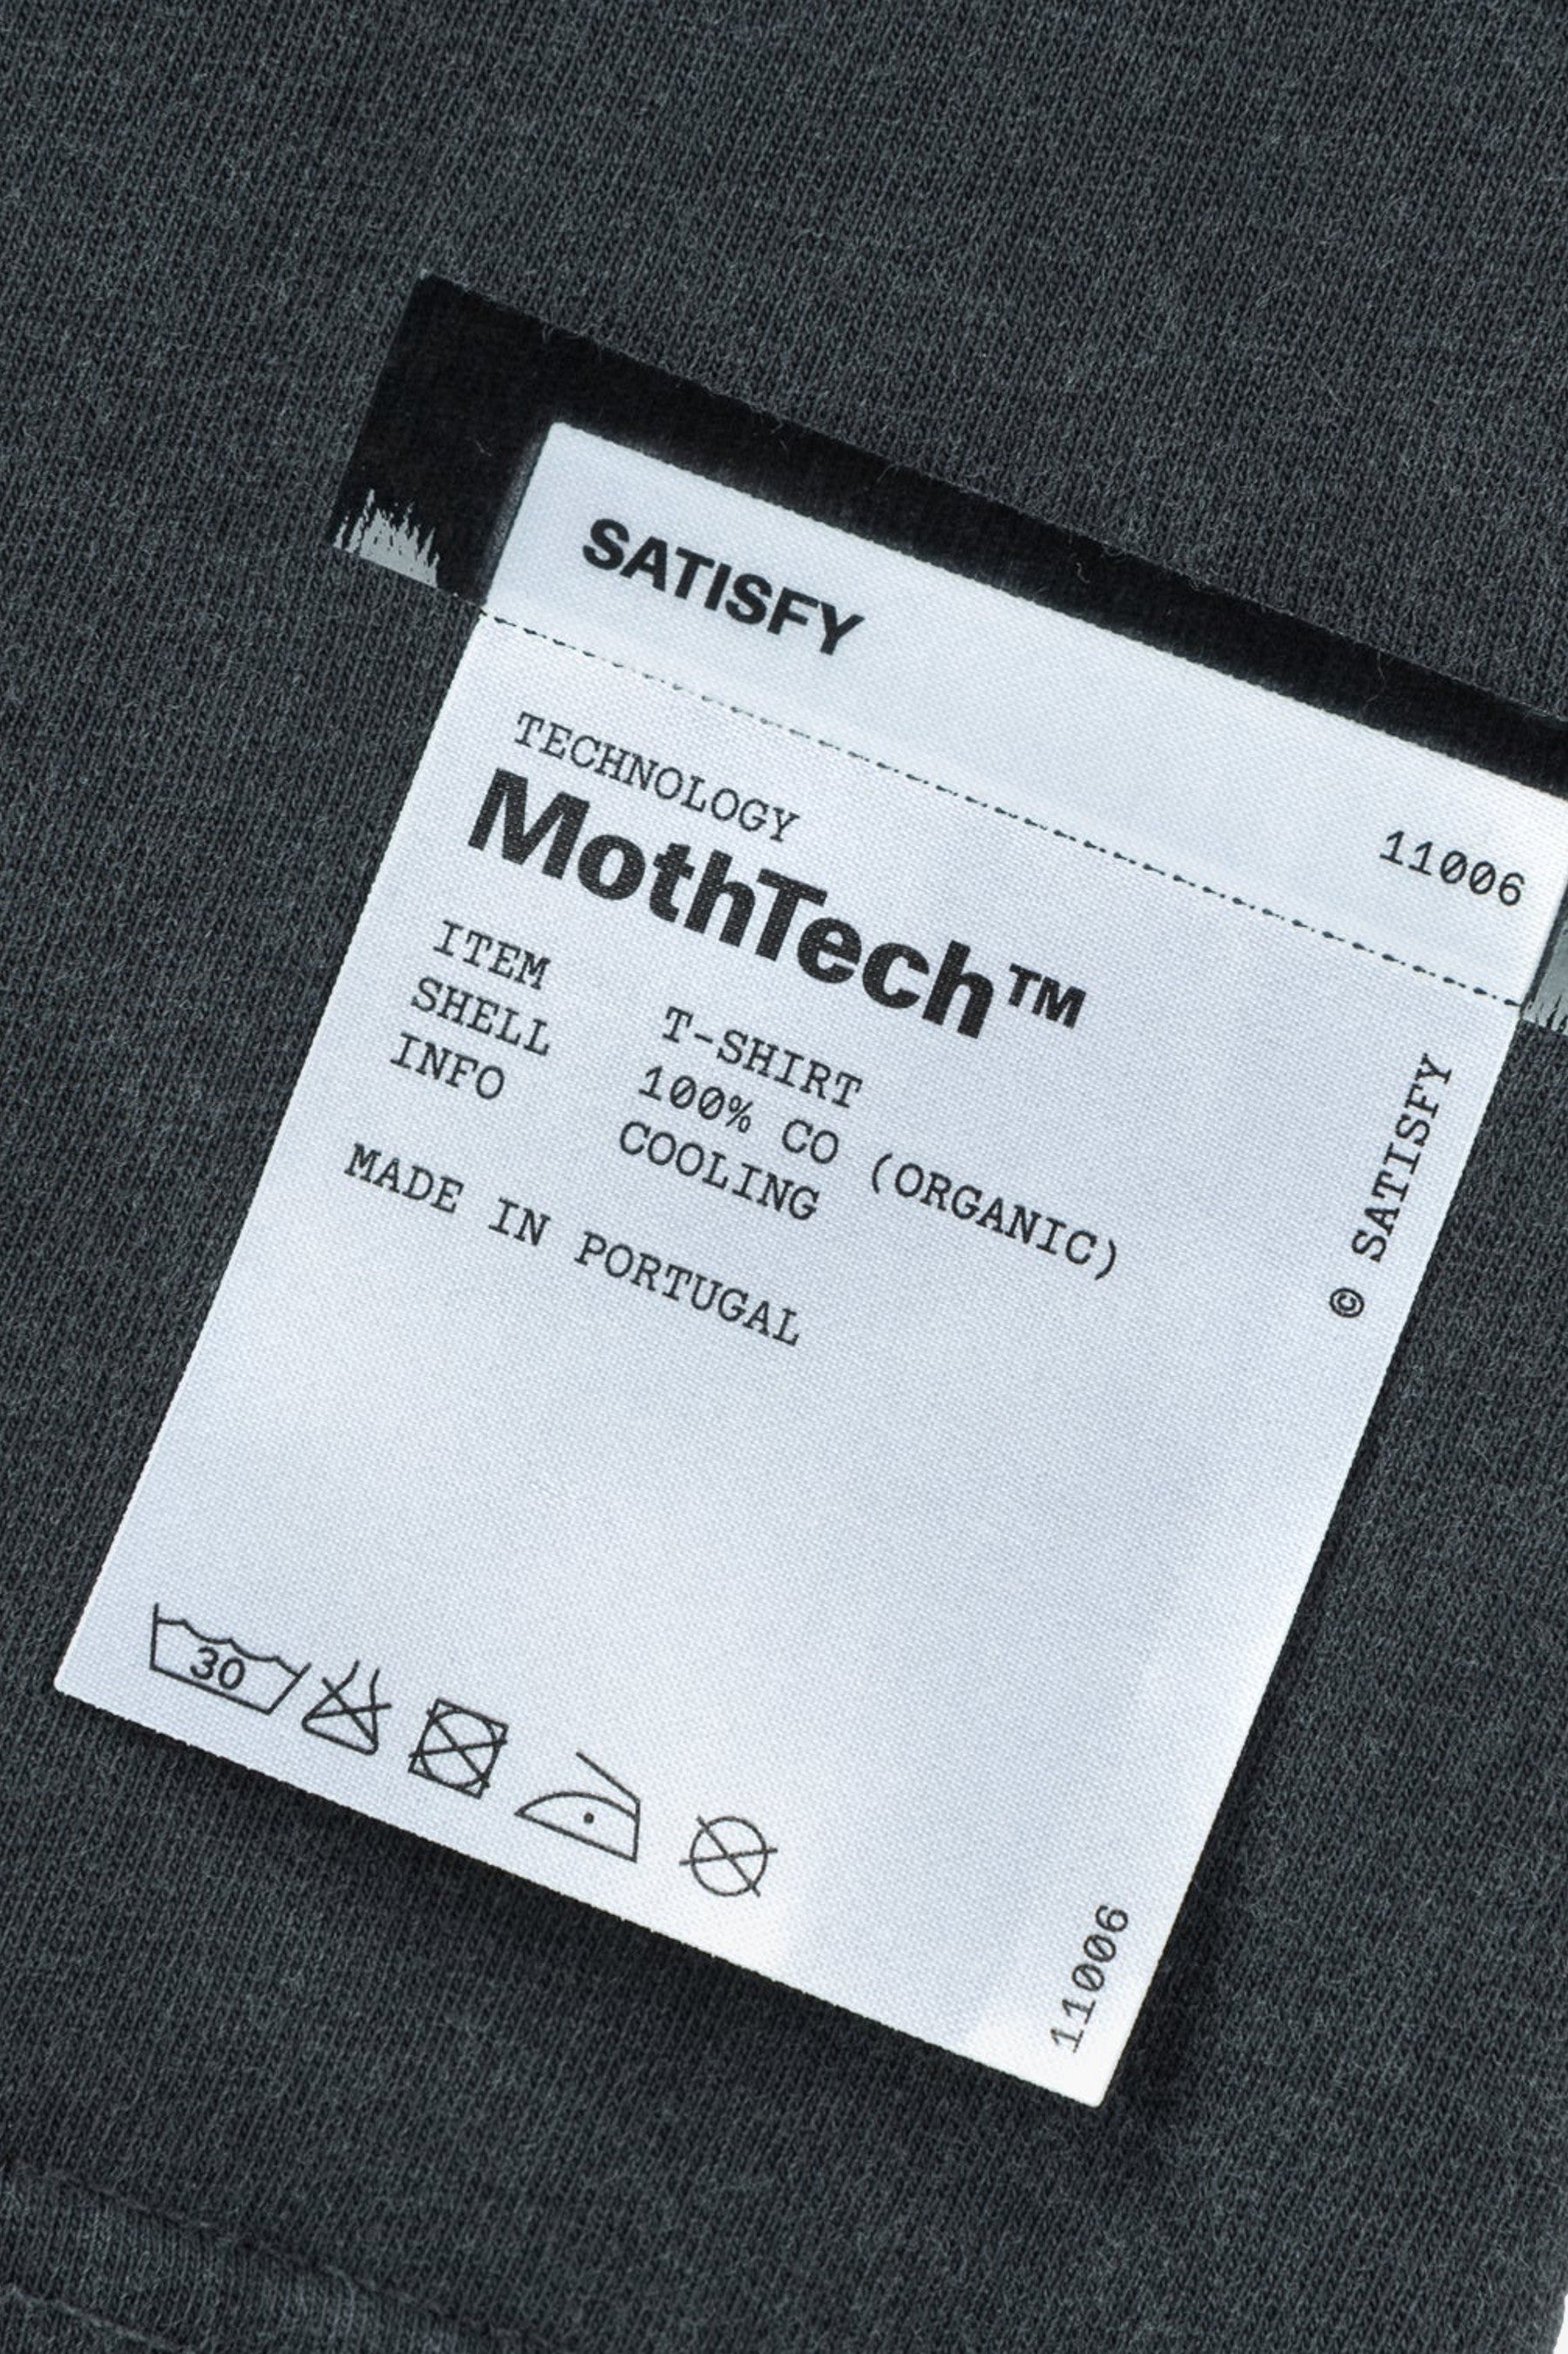 SATISFY
11006
TECHNOLOGY
MothTech™
ITEM T-SHIRT
SHELL 100% CO (ORGANIC)
INFO COOLING
MADE IN PORTUGAL
© SATISFY
30
11006